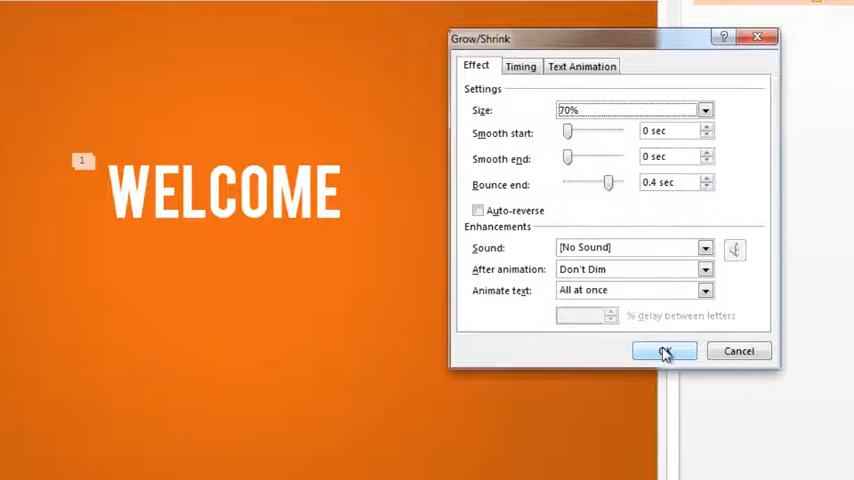 Grow/Shrink
Effect
Timing
Text Animation
Settings
Size:
70%
Smooth start:
0 sec
Smooth end:
0 sec
Bounce end:
0.4 sec
Auto-reverse
Enhancements
Sound:
[No Sound]
After animation:
Don't Dim
Animate text:
All at once
% delay between letters
OK
Cancel
1
WELCOME